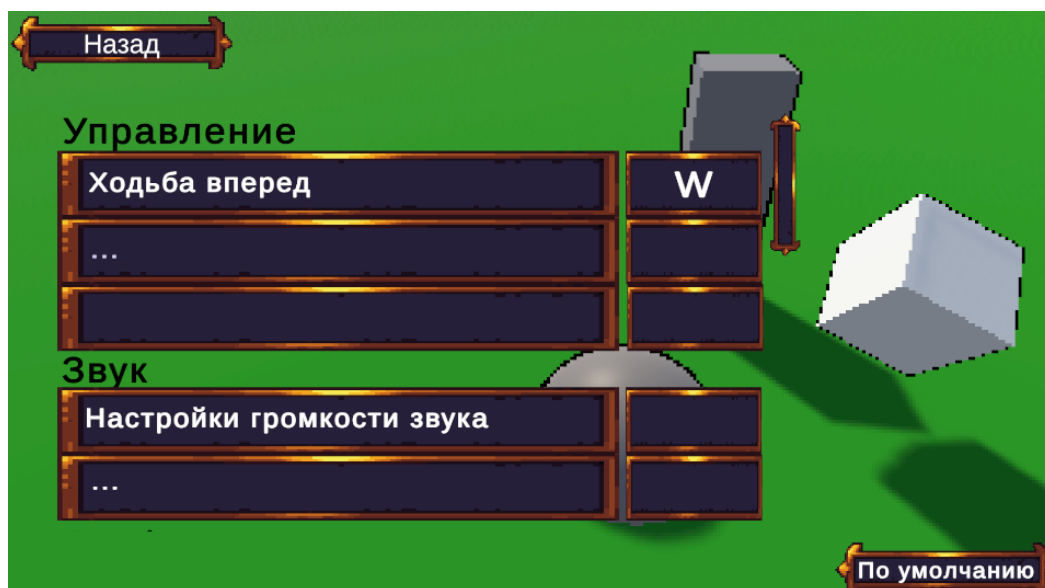 Назад
Управление
Ходьба вперед W
...
Звук
Настройки громкости звука
...
По умолчанию